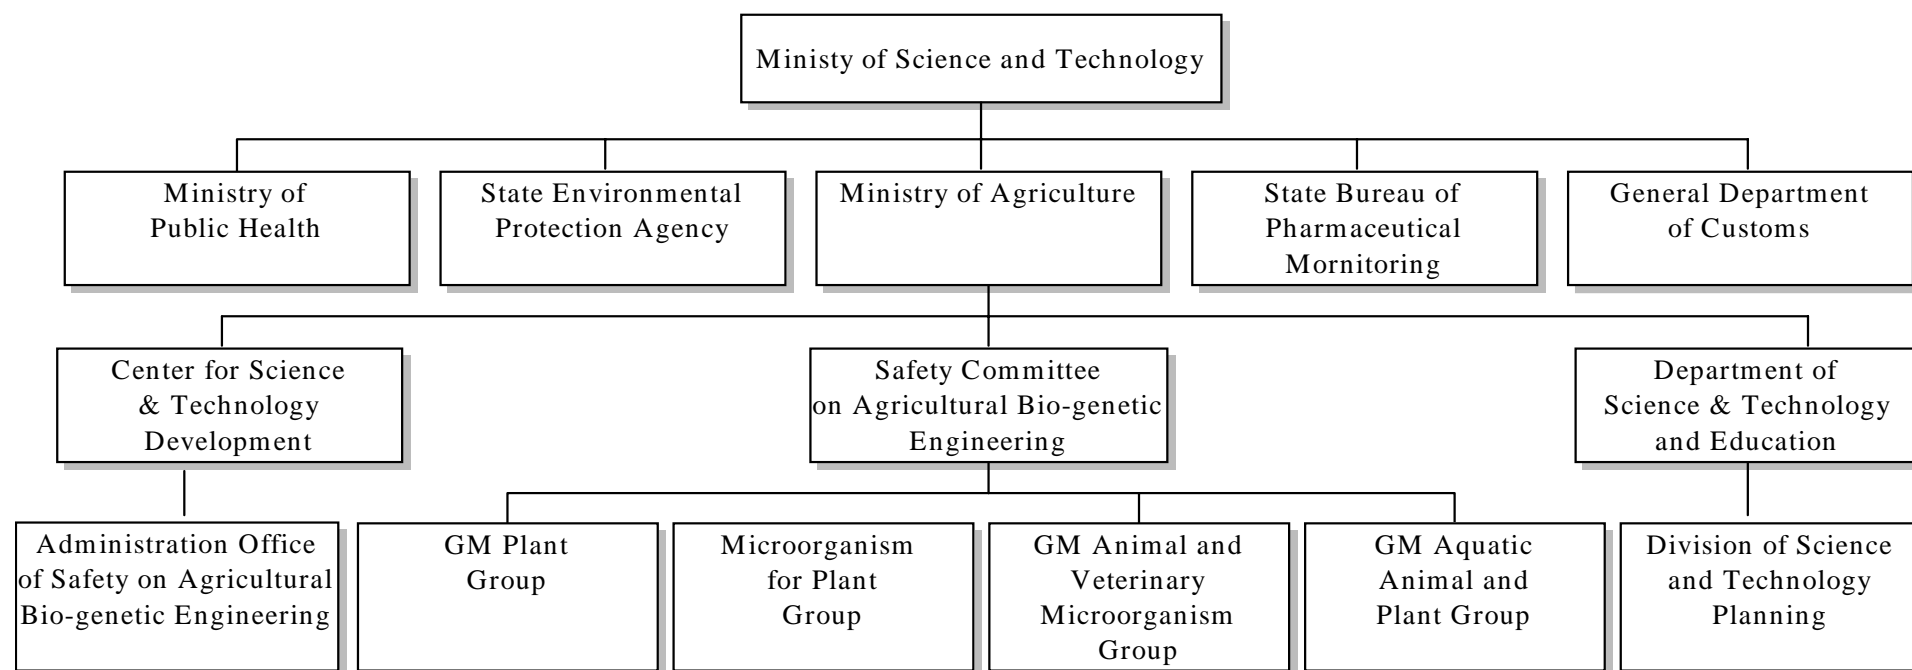 Ministy of Science and Technology
Ministry of
Public Health
State Environmental
Protection Agency
Ministry of Agriculture
State Bureau of
Pharmaceutical
Mornitoring
General Department
of Customs
Center for Science
& Technology
Development
Safety Committee
on Agricultural Bio-genetic
Engineering
Department of
Science & Technology
and Education
Administration Office
of Safety on Agricultural
Bio-genetic Engineering
GM Plant
Group
Microorganism
for Plant
Group
GM Animal and
Veterinary
Microorganism
Group
GM Aquatic
Animal and
Plant Group
Division of Science
and Technology
Planning